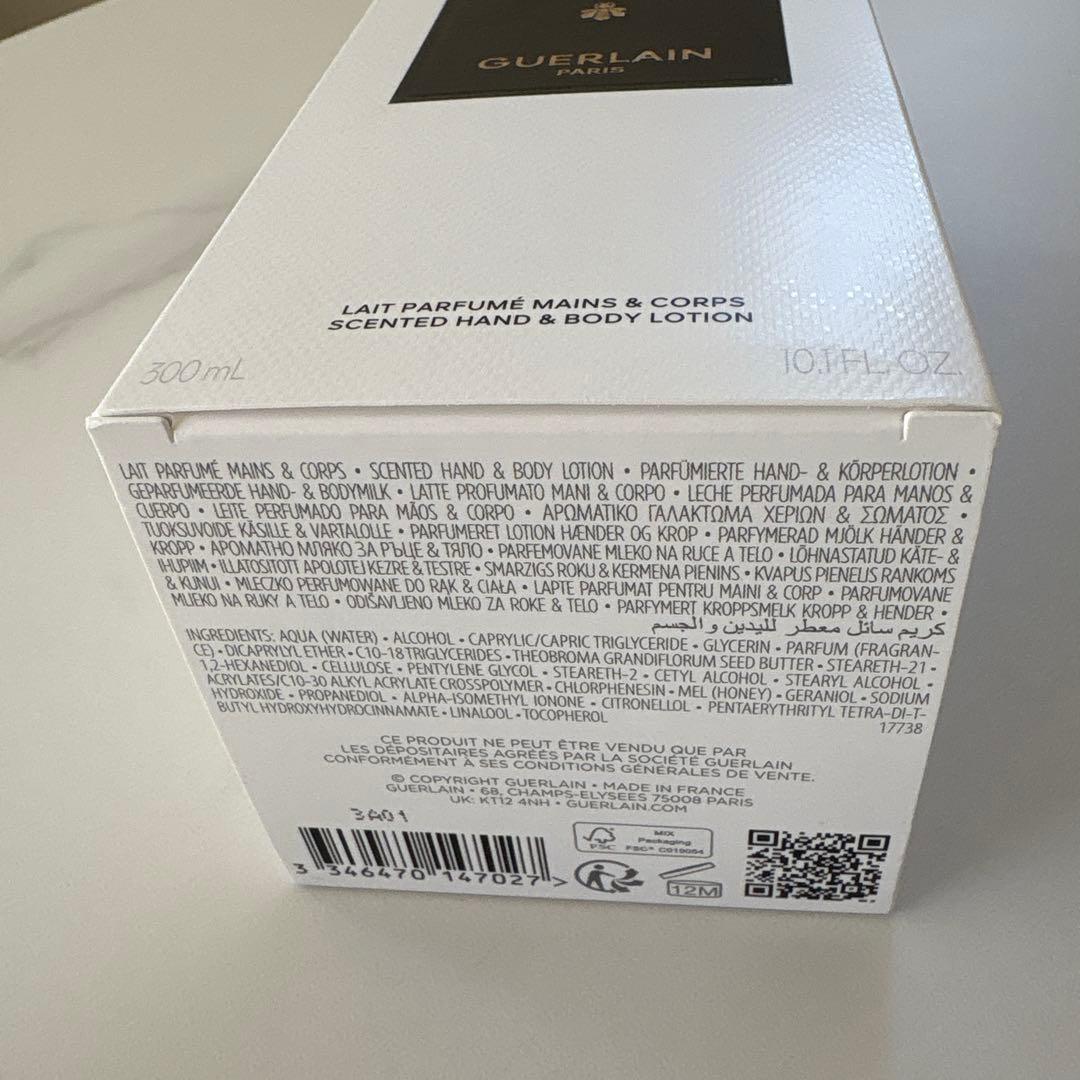 GUERLAIN
PARIS
LAIT PARFUMÉ MAINS & CORPS
SCENTED HAND & BODY LOTION
300 mL
10.1 FL. OZ.
LAIT PARFUMÉ MAINS & CORPS • SCENTED HAND & BODY LOTION • PARFÜMIERTE HAND- & KÖRPERLOTION •
GEPARFUMEERDE HAND- & BODYMILK • LATTE PROFUMATO MANI & CORPO • LECHE PERFUMADA PARA MANOS &
CUERPO • LEITE PERFUMADO PARA MÃOS & CORPO • ΑΡΩΜΑΤΙΚΟ ΓΑΛΑΚΤΩΜΑ ΧΕΡΙΩΝ & ΣΩΜΑΤΟΣ •
TUOKSUVOIDE KÄSILLE & VARTALOLLE • PARFUMERET LOTION HÆNDER OG KROP • PARFYMERAD MJÖLK HÄNDER &
KROPP • АРОМАТНО МЛЯКО ЗА РЪЦЕ & ТЯЛО • PARFEMOVANE MLEKO NA RUCE A TELO • LÕHNASTATUD KÄTE- &
IHUPIIM • ILLATOSITOTT APOLOTEJ KEZRE & TESTRE • SMARZIGS ROKU & KERMENA PIENINS • KVAPUS PIENELIS RANKOMS
& KUNUI • MLECZKO PERFUMOWANE DO RĄK & CIAŁA • LAPTE PARFUMAT PENTRU MAINI & CORP • PARFUMOVANE
MLIEKO NA RUKY A TELO • ODIŠAVLJENO MLEKO ZA ROKE & TELO • PARFYMERT KROPPSMELK KROPP & HENDER •
كريم سائل معطر لليدين والجسم
INGREDIENTS: AQUA (WATER) • ALCOHOL • CAPRYLIC/CAPRIC TRIGLYCERIDE • GLYCERIN • PARFUM (FRAGRAN-
CE) • DICAPRYLYL ETHER • C10-18 TRIGLYCERIDES • THEOBROMA GRANDIFLORUM SEED BUTTER • STEARETH-21 •
1,2-HEXANEDIOL • CELLULOSE • PENTYLENE GLYCOL • STEARETH-2 • CETYL ALCOHOL • STEARYL ALCOHOL •
ACRYLATES/C10-30 ALKYL ACRYLATE CROSSPOLYMER • CHLORPHENESIN • MEL (HONEY) • GERANIOL • SODIUM
HYDROXIDE • PROPANEDIOL • ALPHA-ISOMETHYL IONONE • CITRONELLOL • PENTAERYTHRITYL TETRA-DI-T-
BUTYL HYDROXYHYDROCINNAMATE • LINALOOL • TOCOPHEROL
17738
CE PRODUIT NE PEUT ÊTRE VENDU QUE PAR
LES DÉPOSITAIRES AGRÉÉS PAR LA SOCIÉTÉ GUERLAIN
CONFORMÉMENT À SES CONDITIONS GÉNÉRALES DE VENTE.
© COPYRIGHT GUERLAIN • MADE IN FRANCE
GUERLAIN • 68, CHAMPS-ELYSEES 75008 PARIS
UK: KT12 4NH • GUERLAIN.COM
3A01
3 346470 147027 >
FSC
MIX
Packaging
FSC® C019064
12M